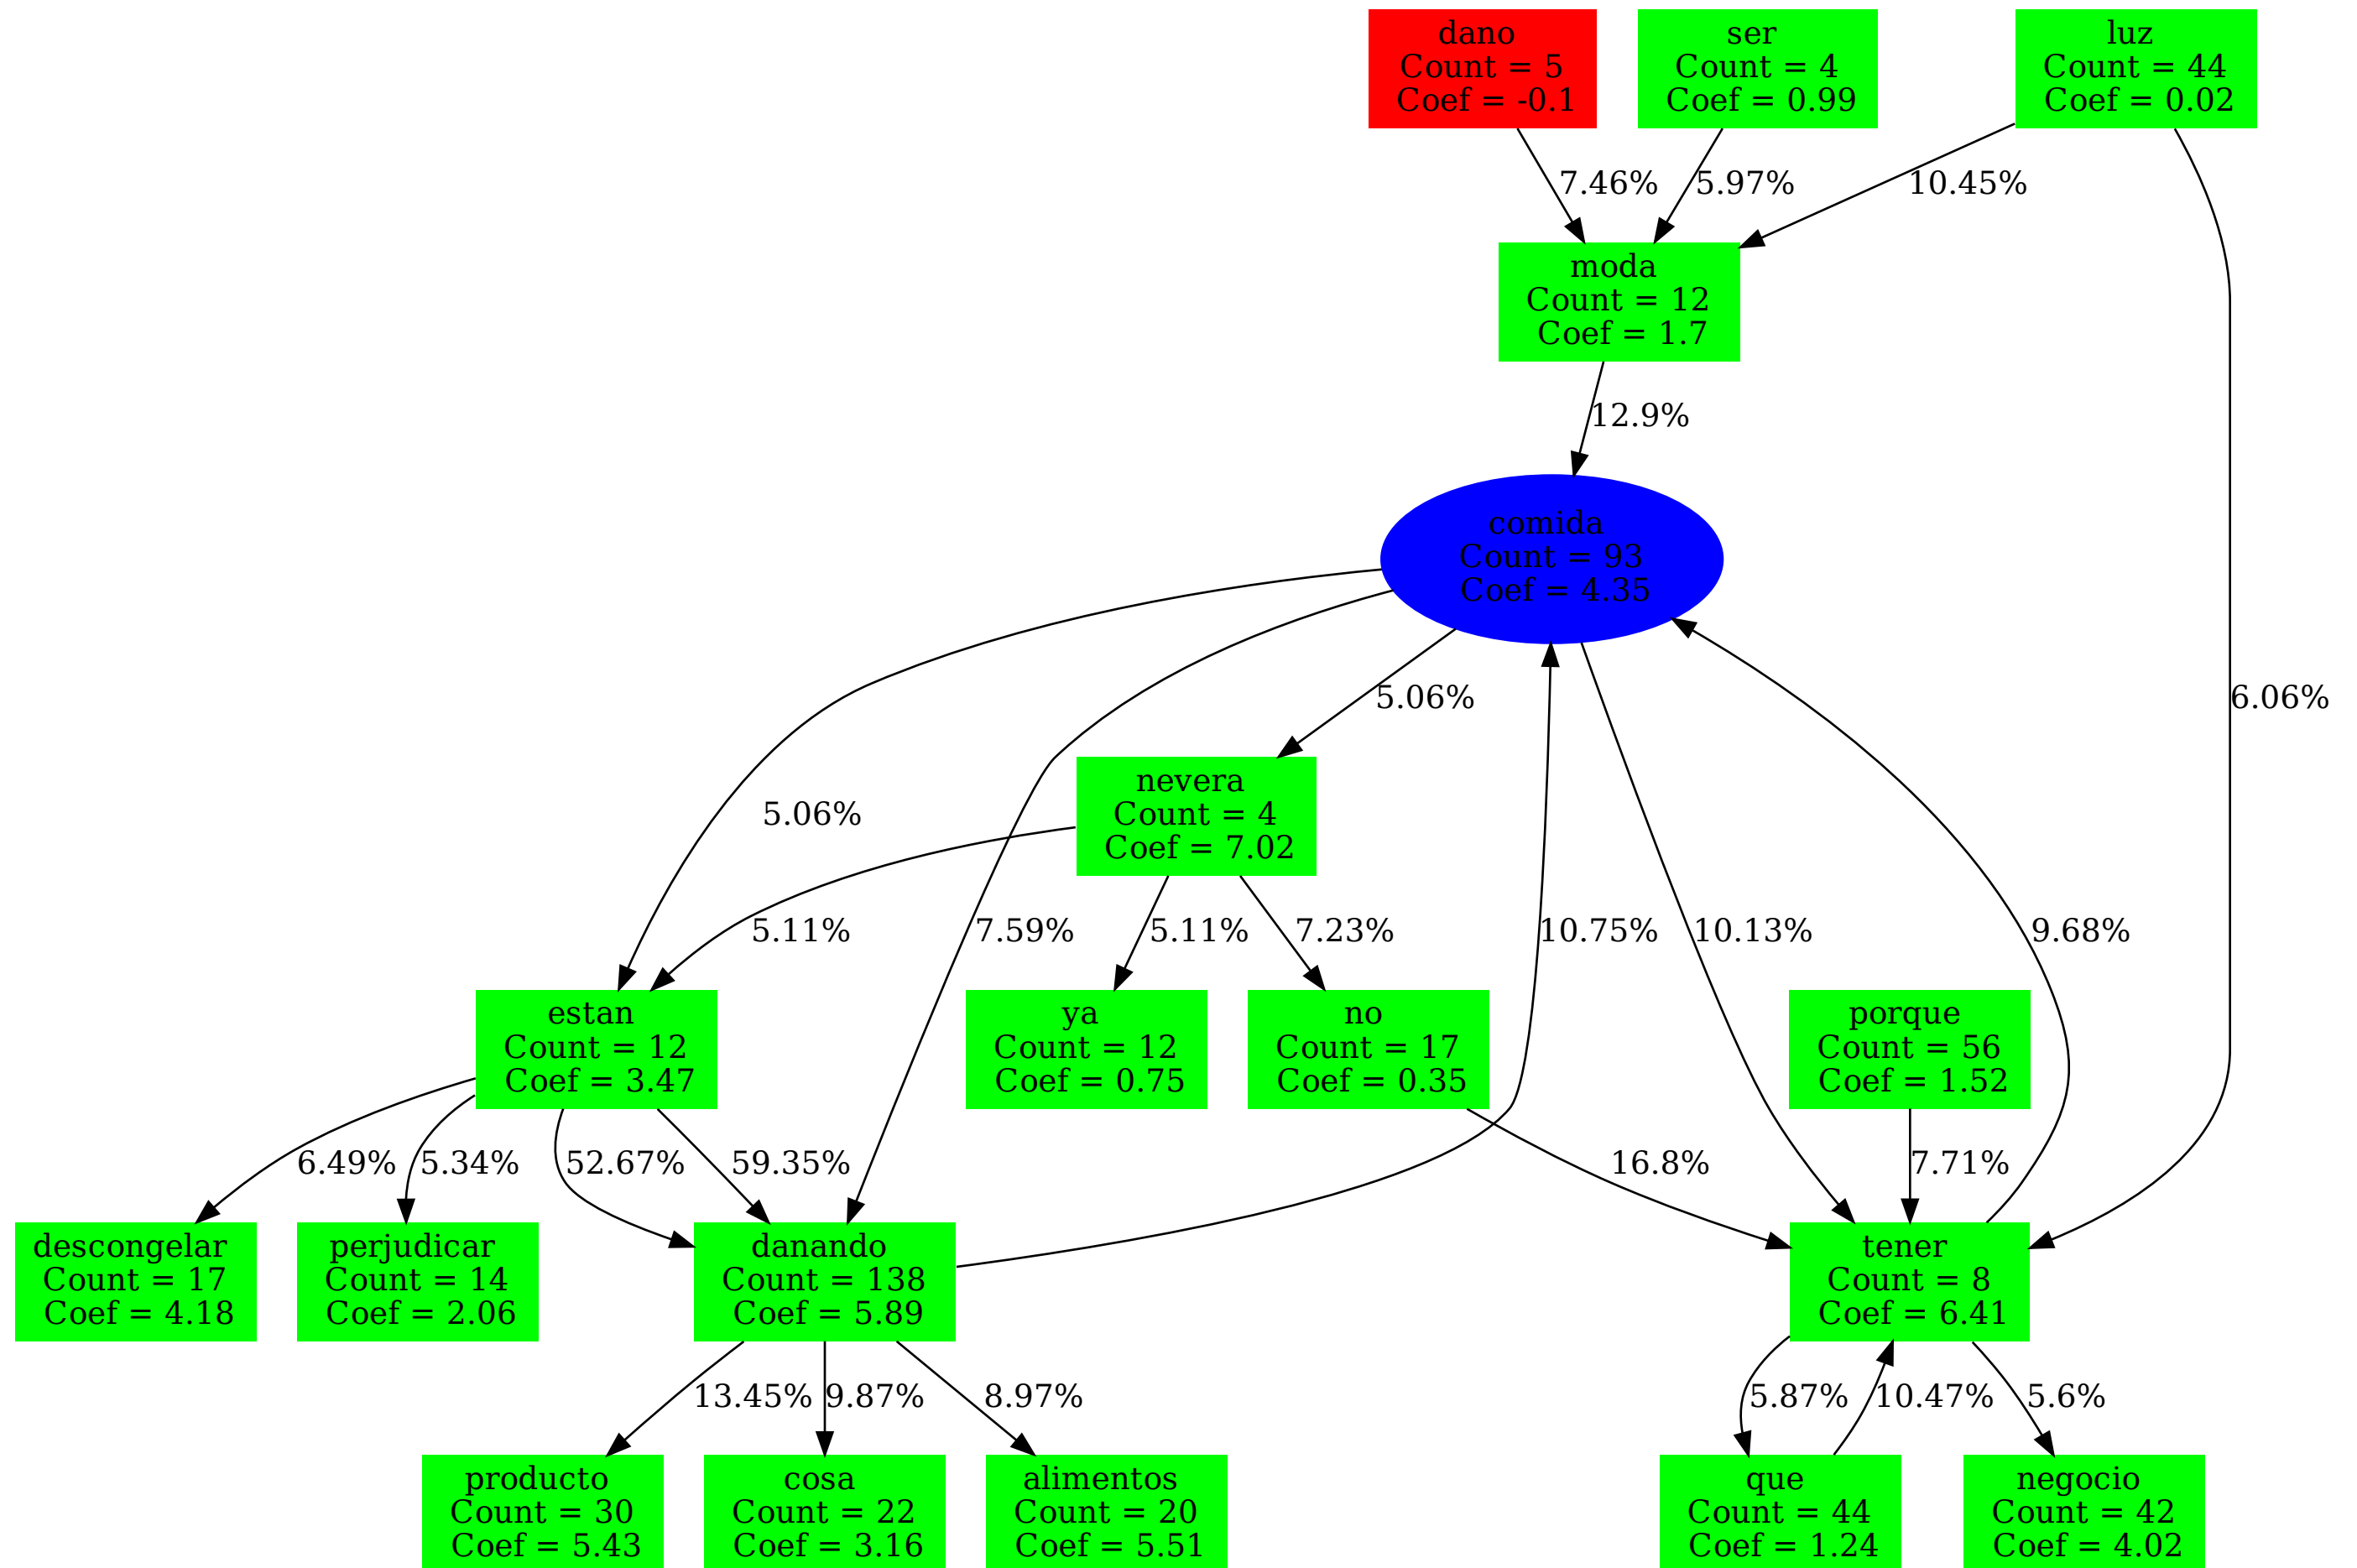 dano
Count = 5
Coef = -0.1
ser
Count = 4
Coef = 0.99
luz
Count = 44
Coef = 0.02
7.46%
5.97%
10.45%
moda
Count = 12
Coef = 1.7
12.9%
comida
Count = 93
Coef = 4.35
5.06%
6.06%
nevera
Count = 4
Coef = 7.02
5.06%
5.11%
7.59%
5.11%
7.23%
10.75%
10.13%
9.68%
estan
Count = 12
Coef = 3.47
ya
Count = 12
Coef = 0.75
no
Count = 17
Coef = 0.35
porque
Count = 56
Coef = 1.52
6.49%
5.34%
52.67%
59.35%
16.8%
7.71%
descongelar
Count = 17
Coef = 4.18
perjudicar
Count = 14
Coef = 2.06
danando
Count = 138
Coef = 5.89
tener
Count = 8
Coef = 6.41
13.45%
9.87%
8.97%
5.87%
10.47%
5.6%
producto
Count = 30
Coef = 5.43
cosa
Count = 22
Coef = 3.16
alimentos
Count = 20
Coef = 5.51
que
Count = 44
Coef = 1.24
negocio
Count = 42
Coef = 4.02